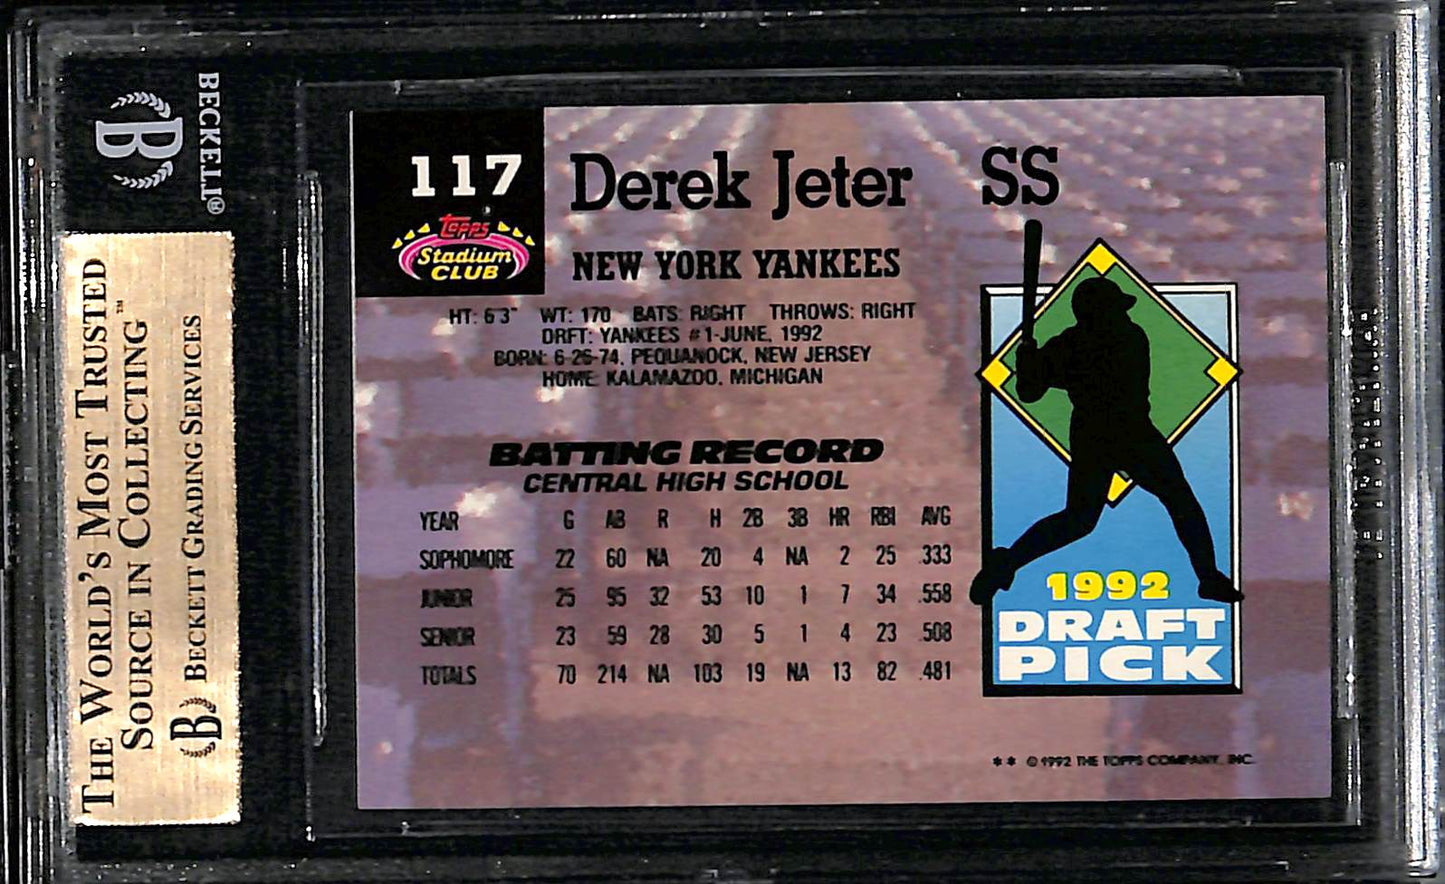 BECKETT®
THE WORLD'S MOST TRUSTED
SOURCE IN COLLECTING™
BECKETT GRADING SERVICES
117
TOPPS
Stadium
CLUB
Derek Jeter SS
NEW YORK YANKEES
HT: 6'3" WT: 170 BATS: RIGHT THROWS: RIGHT
DRFT: YANKEES #1-JUNE, 1992
BORN: 6-26-74, PEQUANOCK, NEW JERSEY
HOME: KALAMAZOO, MICHIGAN
BATTING RECORD
CENTRAL HIGH SCHOOL
YEAR G AB R H 2B 3B HR RBI AVG
SOPHOMORE 22 60 NA 20 4 NA 2 25 .333
JUNIOR 25 95 32 53 10 1 7 34 .558
SENIOR 23 59 28 30 5 1 4 23 .508
TOTALS 70 214 NA 103 19 NA 13 82 .481
1992
DRAFT
PICK
** © 1992 THE TOPPS COMPANY, INC.